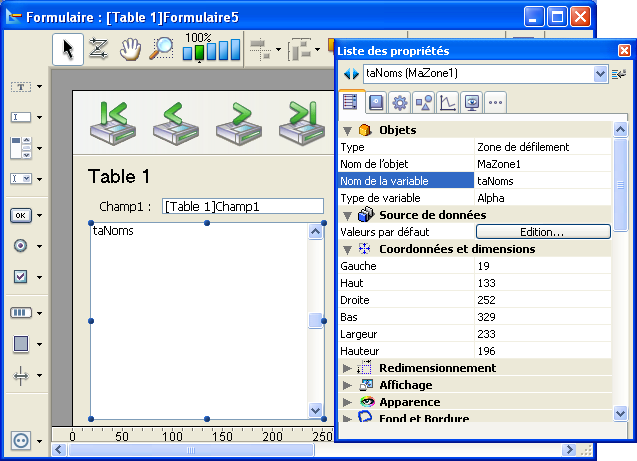 Formulaire : [Table 1]Formulaire5
100%
Table 1
Champ1 :
[Table 1]Champ1
taNoms
OK
0 50 100 150 200 250
Liste des propriétés
taNoms (MaZone1)
Objets
Type Zone de défilement
Nom de l'objet MaZone1
Nom de la variable taNoms
Type de variable Alpha
Source de données
Valeurs par défaut Edition...
Coordonnées et dimensions
Gauche 19
Haut 133
Droite 252
Bas 329
Largeur 233
Hauteur 196
Redimensionnement
Affichage
Apparence
Fond et Bordure